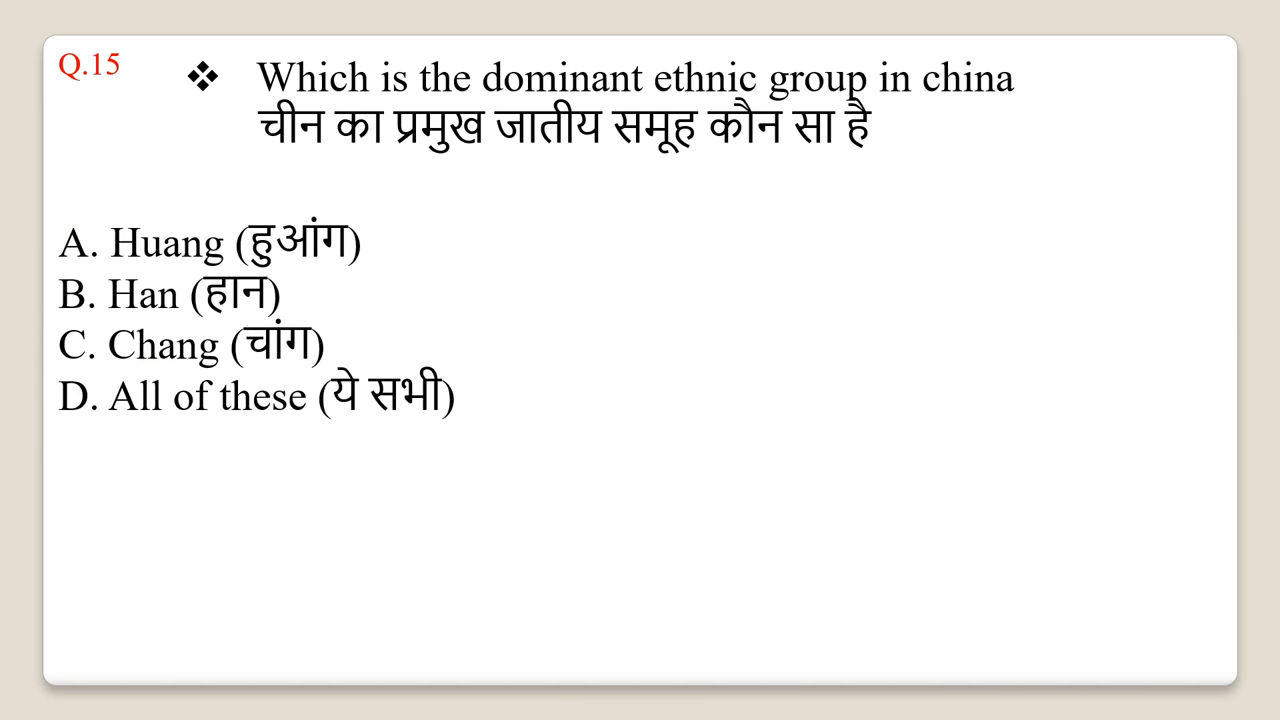 Q.15
❖ Which is the dominant ethnic group in china
चीन का प्रमुख जातीय समूह कौन सा है
A. Huang (हुआंग)
B. Han (हान)
C. Chang (चांग)
D. All of these (ये सभी)